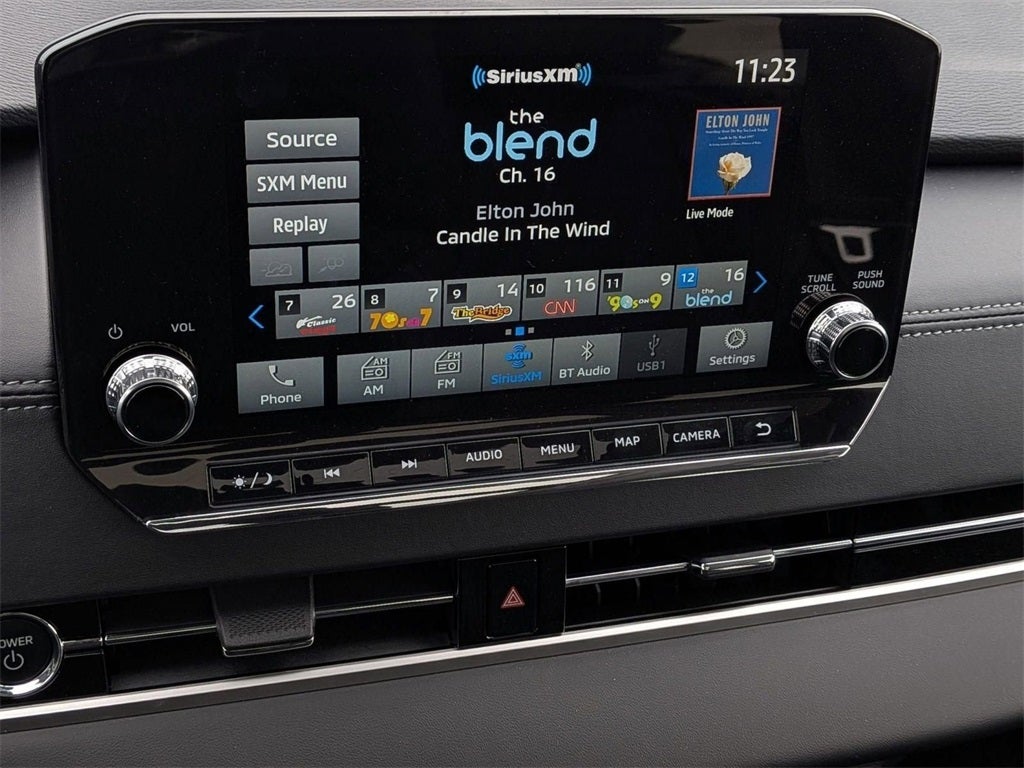 SiriusXM
11:23
the
blend
Ch. 16
Elton John
Candle In The Wind
ELTON JOHN
Live Mode
Source
SXM Menu
Replay
7 26
Classic
8 7
70s on 7
9 14
The Bridge
10 116
CNN
11 9
'90s on 9
12 16
the
blend
TUNE
SCROLL
PUSH
SOUND
VOL
Phone
AM
AM
FM
FM
sxm
SiriusXM
BT Audio
USB1
Settings
AUDIO
MENU
MAP
CAMERA
POWER